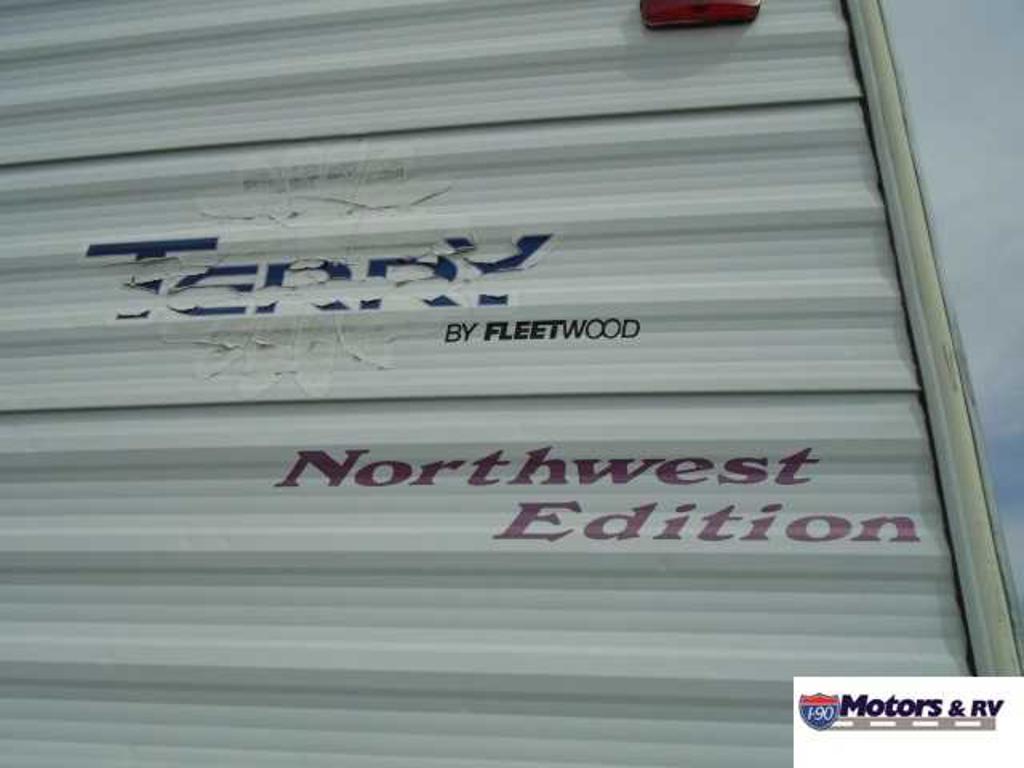 TERRY
BY FLEETWOOD
Northwest
Edition
I-90 Motors & RV